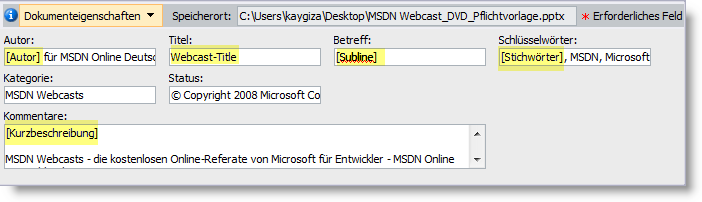 Dokumenteigenschaften Speicherort: C:\Users\kaygiza\Desktop\MSDN Webcast_DVD_Pflichtvorlage.pptx * Erforderliches Feld
Autor: Titel: Betreff: Schlüsselwörter:
[Autor] für MSDN Online Deutsc Webcast-Title [Subline] [Stichwörter], MSDN, Microsoft
Kategorie: Status:
MSDN Webcasts © Copyright 2008 Microsoft Co
Kommentare:
[Kurzbeschreibung]
MSDN Webcasts - die kostenlosen Online-Referate von Microsoft für Entwickler - MSDN Online